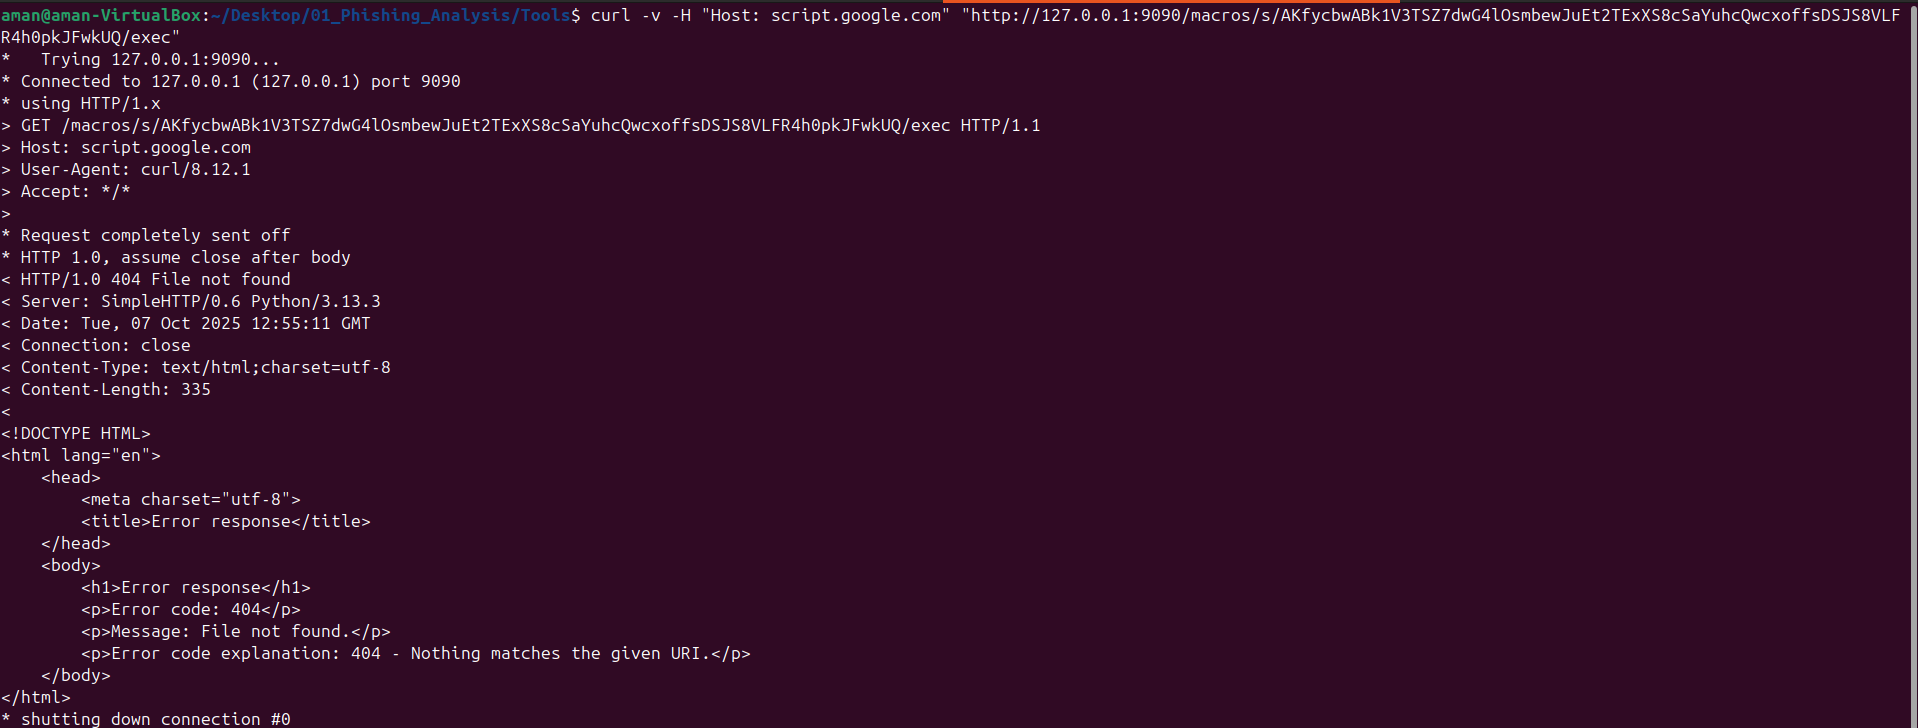 aman@aman-VirtualBox:~/Desktop/01_Phishing_Analysis/Tools$ curl -v -H "Host: script.google.com" "http://127.0.0.1:9090/macros/s/AKfycbwABk1V3TSZ7dwG4lOsmbewJuEt2TExXS8cSaYuhcQwcxoffsDSJS8VLF
R4h0pkJFwkUQ/exec"
*   Trying 127.0.0.1:9090...
* Connected to 127.0.0.1 (127.0.0.1) port 9090
* using HTTP/1.x
> GET /macros/s/AKfycbwABk1V3TSZ7dwG4lOsmbewJuEt2TExXS8cSaYuhcQwcxoffsDSJS8VLFR4h0pkJFwkUQ/exec HTTP/1.1
> Host: script.google.com
> User-Agent: curl/8.12.1
> Accept: */*
>
* Request completely sent off
* HTTP 1.0, assume close after body
< HTTP/1.0 404 File not found
< Server: SimpleHTTP/0.6 Python/3.13.3
< Date: Tue, 07 Oct 2025 12:55:11 GMT
< Connection: close
< Content-Type: text/html;charset=utf-8
< Content-Length: 335
<
<!DOCTYPE HTML>
<html lang="en">
    <head>
        <meta charset="utf-8">
        <title>Error response</title>
    </head>
    <body>
        <h1>Error response</h1>
        <p>Error code: 404</p>
        <p>Message: File not found.</p>
        <p>Error code explanation: 404 - Nothing matches the given URI.</p>
    </body>
</html>
* shutting down connection #0